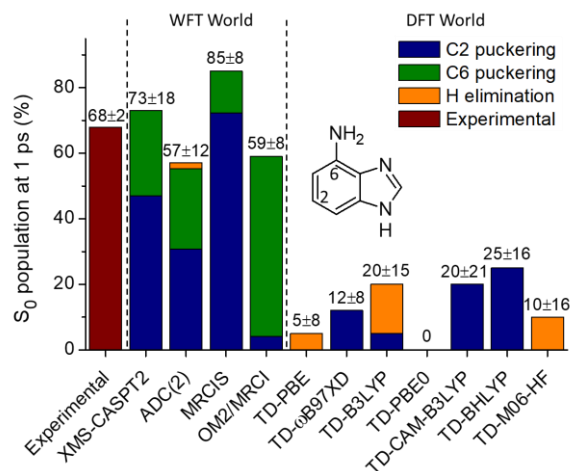 WFT World
DFT World
C2 puckering
C6 puckering
H elimination
Experimental
S0 population at 1 ps (%)
80
60
40
20
0
68±2
73±18
57±12
85±8
59±8
5±8
12±8
20±15
0
20±21
25±16
10±16
NH2
6
N
2
N
H
Experimental
XMS-CASPT2
ADC(2)
MRCIS
OM2/MRCI
TD-PBE
TD-ωB97XD
TD-B3LYP
TD-PBE0
TD-CAM-B3LYP
TD-BHLYP
TD-M06-HF